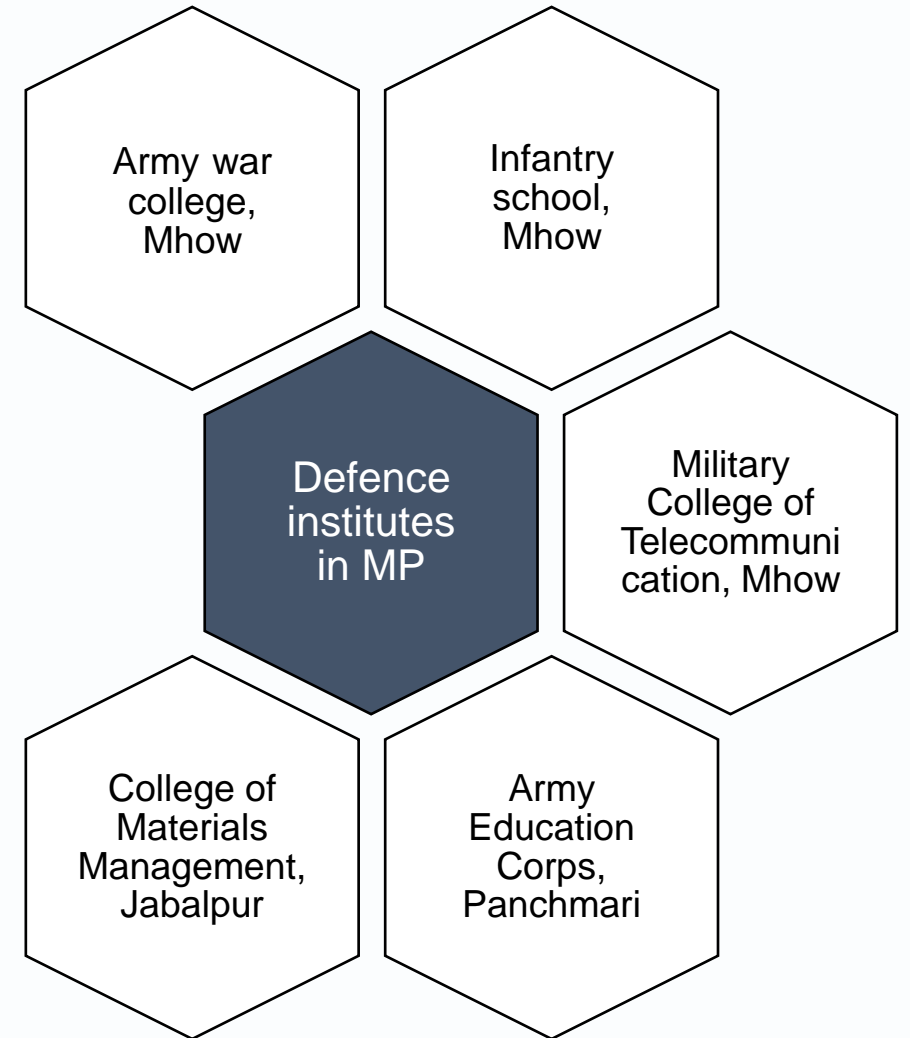 Army war
college,
Mhow
Infantry
school,
Mhow
Defence
institutes
in MP
Military
College of
Telecommuni
cation, Mhow
College of
Materials
Management,
Jabalpur
Army
Education
Corps,
Panchmari